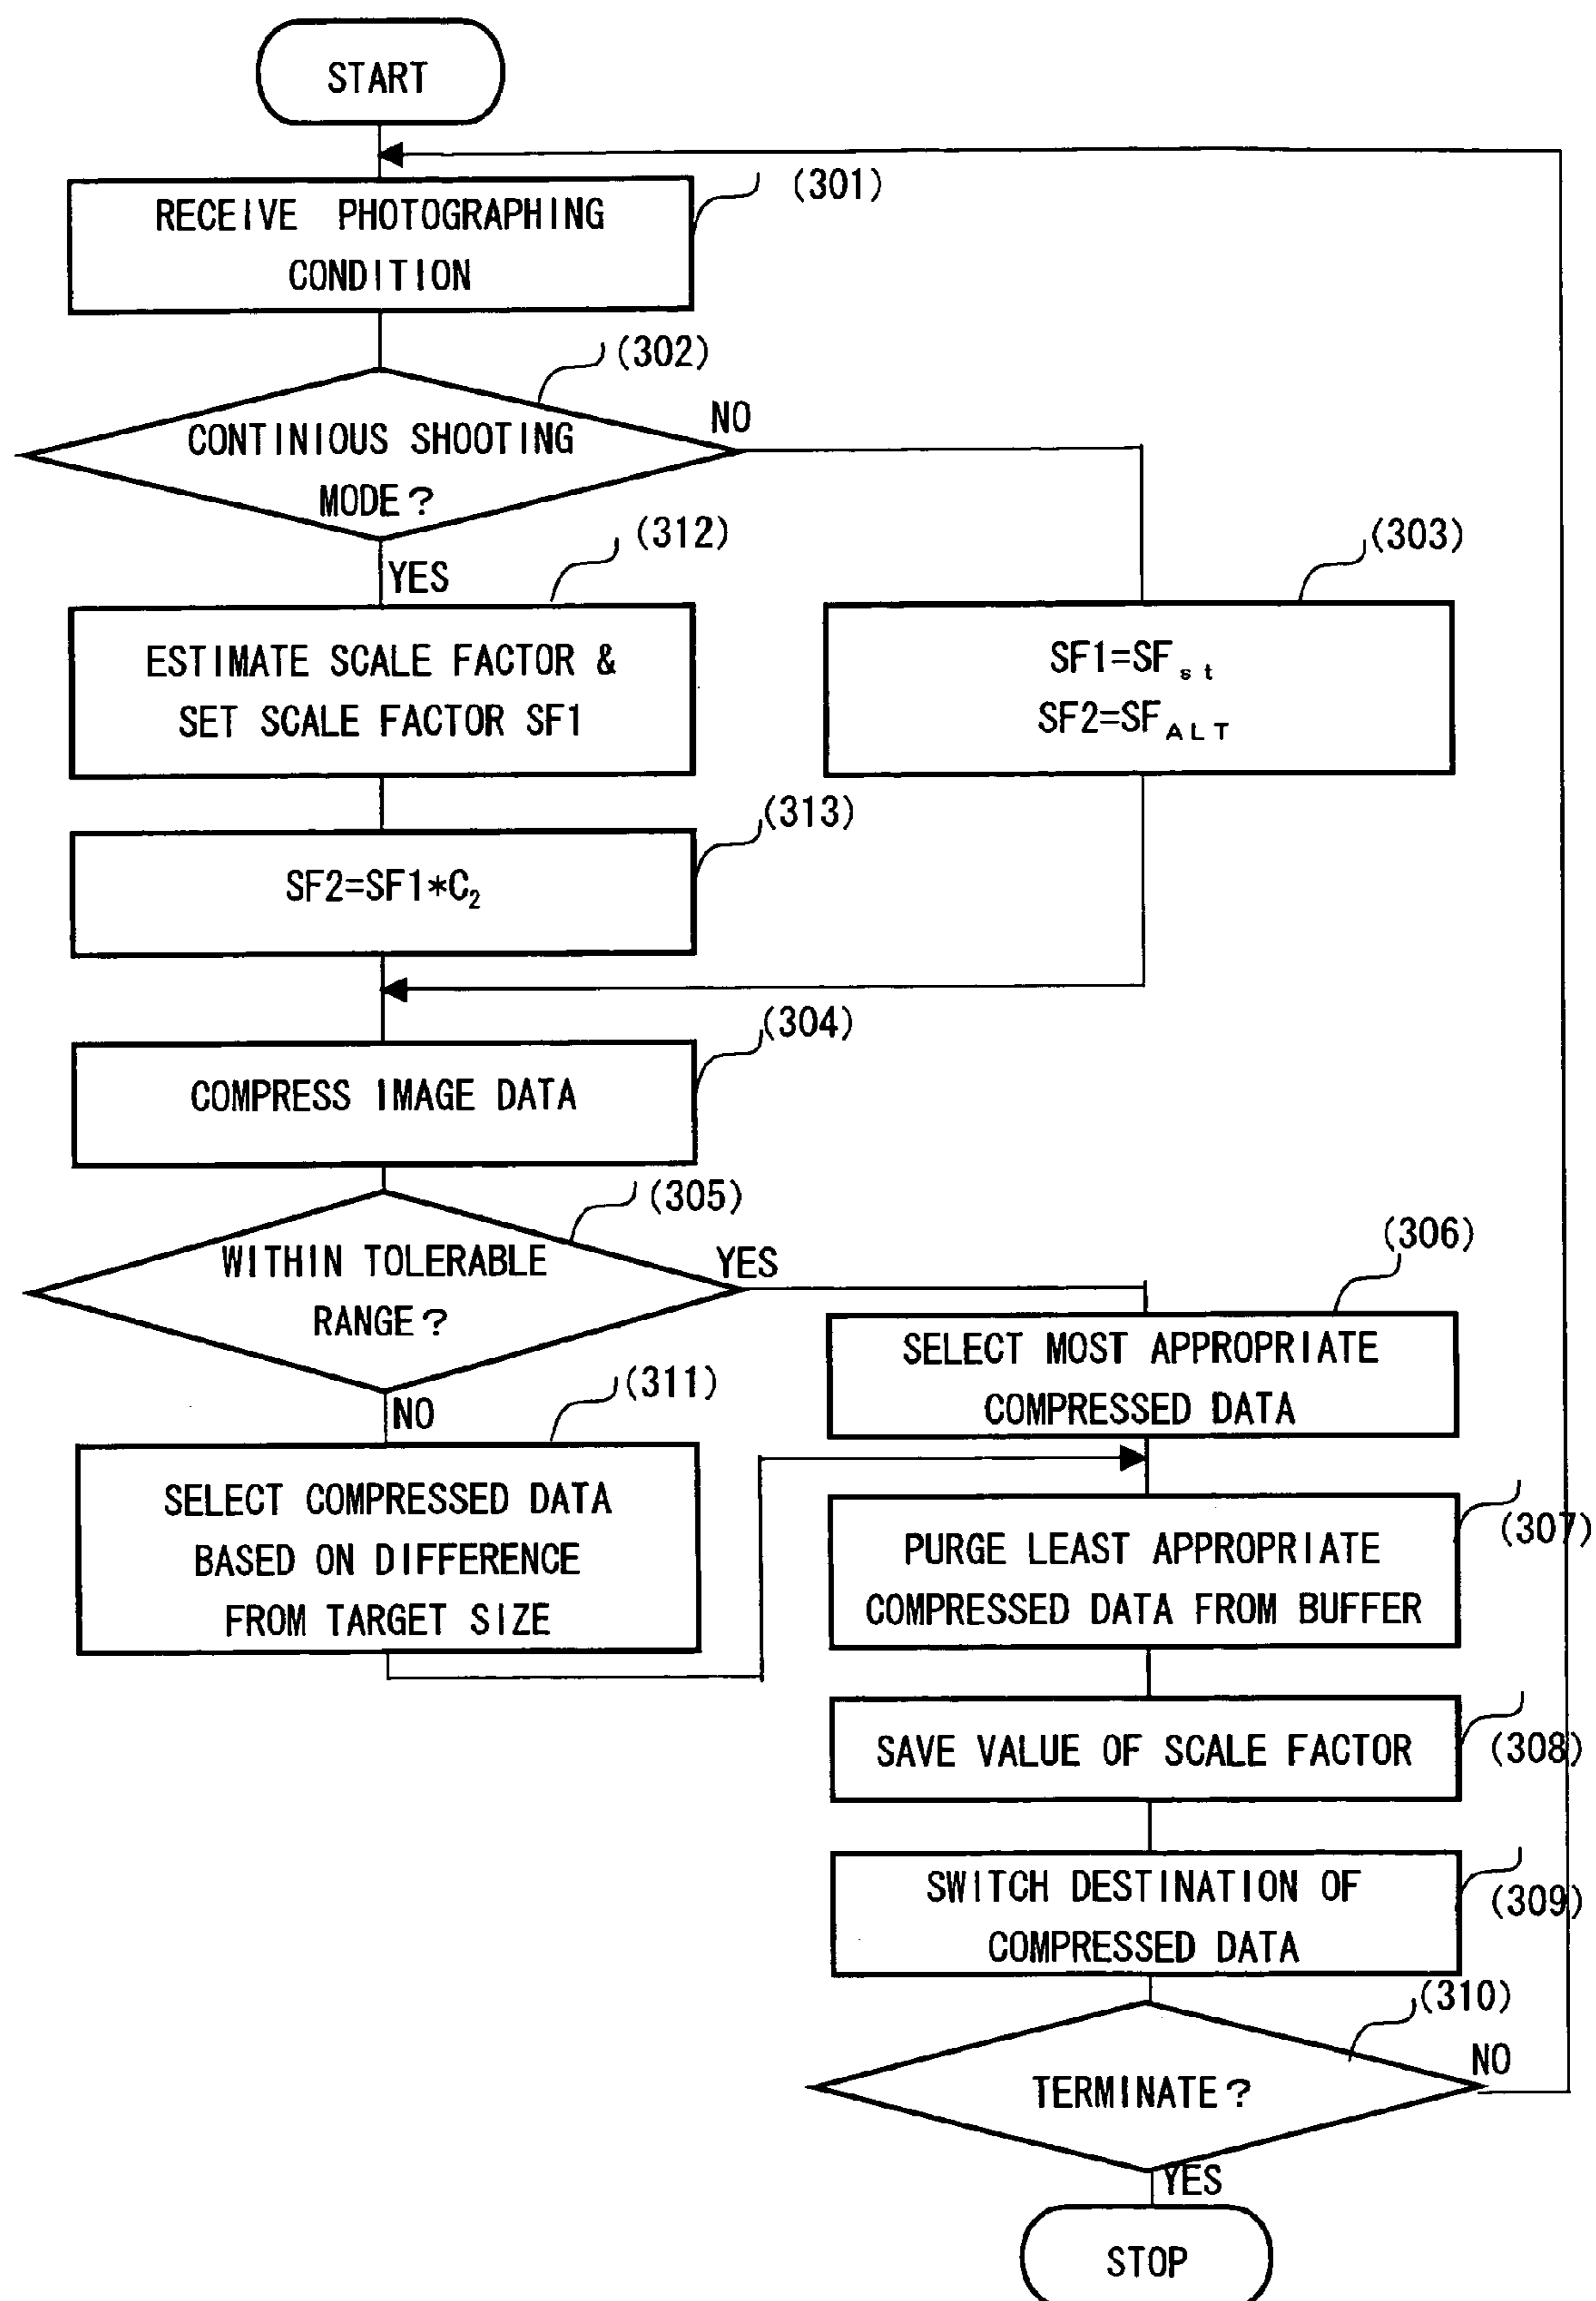 START
(301)
RECEIVE PHOTOGRAPHING
CONDITION
(302)
CONTINIOUS SHOOTING
MODE?
NO
YES
(312)
ESTIMATE SCALE FACTOR &
SET SCALE FACTOR SF1
(303)
SF1=SFst
SF2=SFALT
(313)
SF2=SF1*C2
(304)
COMPRESS IMAGE DATA
(305)
WITHIN TOLERABLE
RANGE?
YES
NO
(306)
SELECT MOST APPROPRIATE
COMPRESSED DATA
(311)
SELECT COMPRESSED DATA
BASED ON DIFFERENCE
FROM TARGET SIZE
(307)
PURGE LEAST APPROPRIATE
COMPRESSED DATA FROM BUFFER
(308)
SAVE VALUE OF SCALE FACTOR
(309)
SWITCH DESTINATION OF
COMPRESSED DATA
(310)
TERMINATE?
NO
YES
STOP